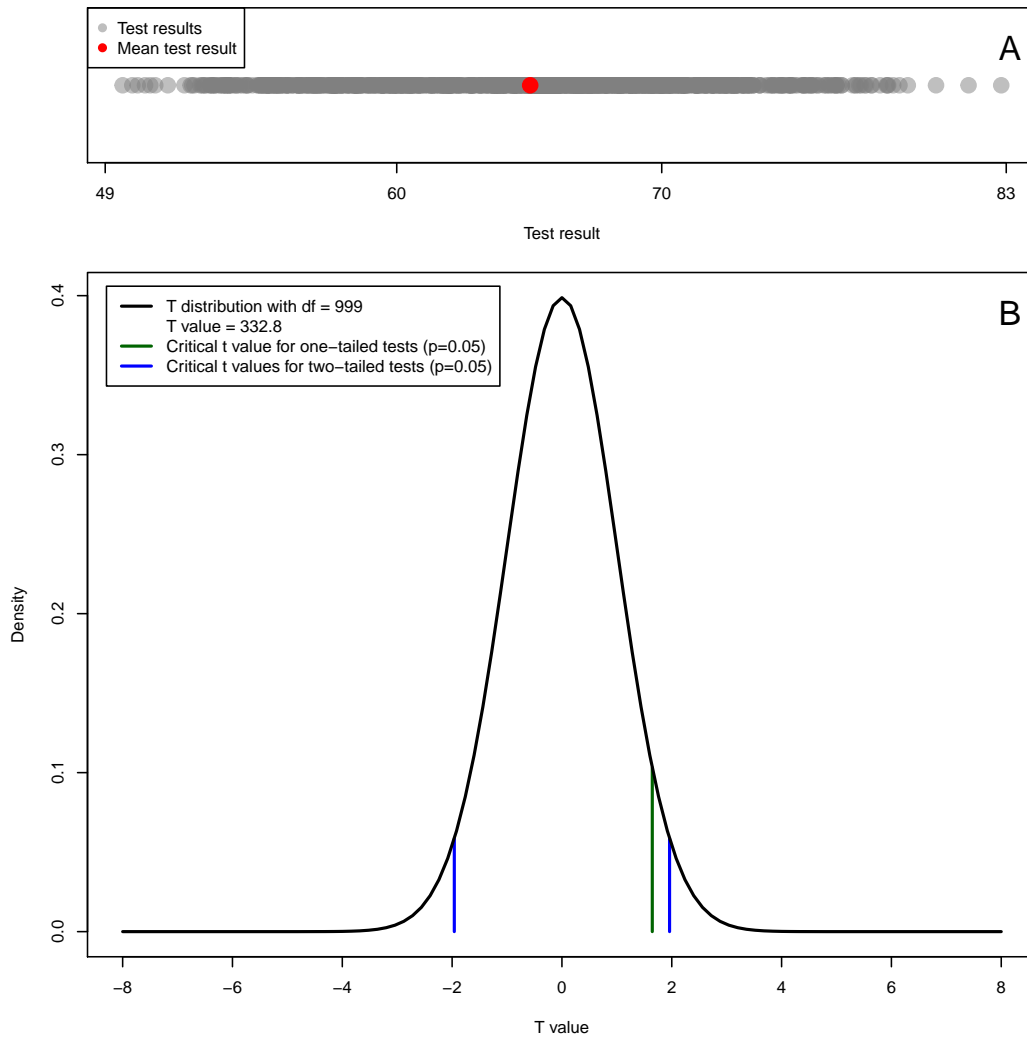 Test results
Mean test result
A
49 60 70 83
Test result
T distribution with df = 999
T value = 332.8
Critical t value for one−tailed tests (p=0.05)
Critical t values for two−tailed tests (p=0.05)
B
0.4
0.3
0.2
0.1
0.0
Density
−8 −6 −4 −2 0 2 4 6 8
T value